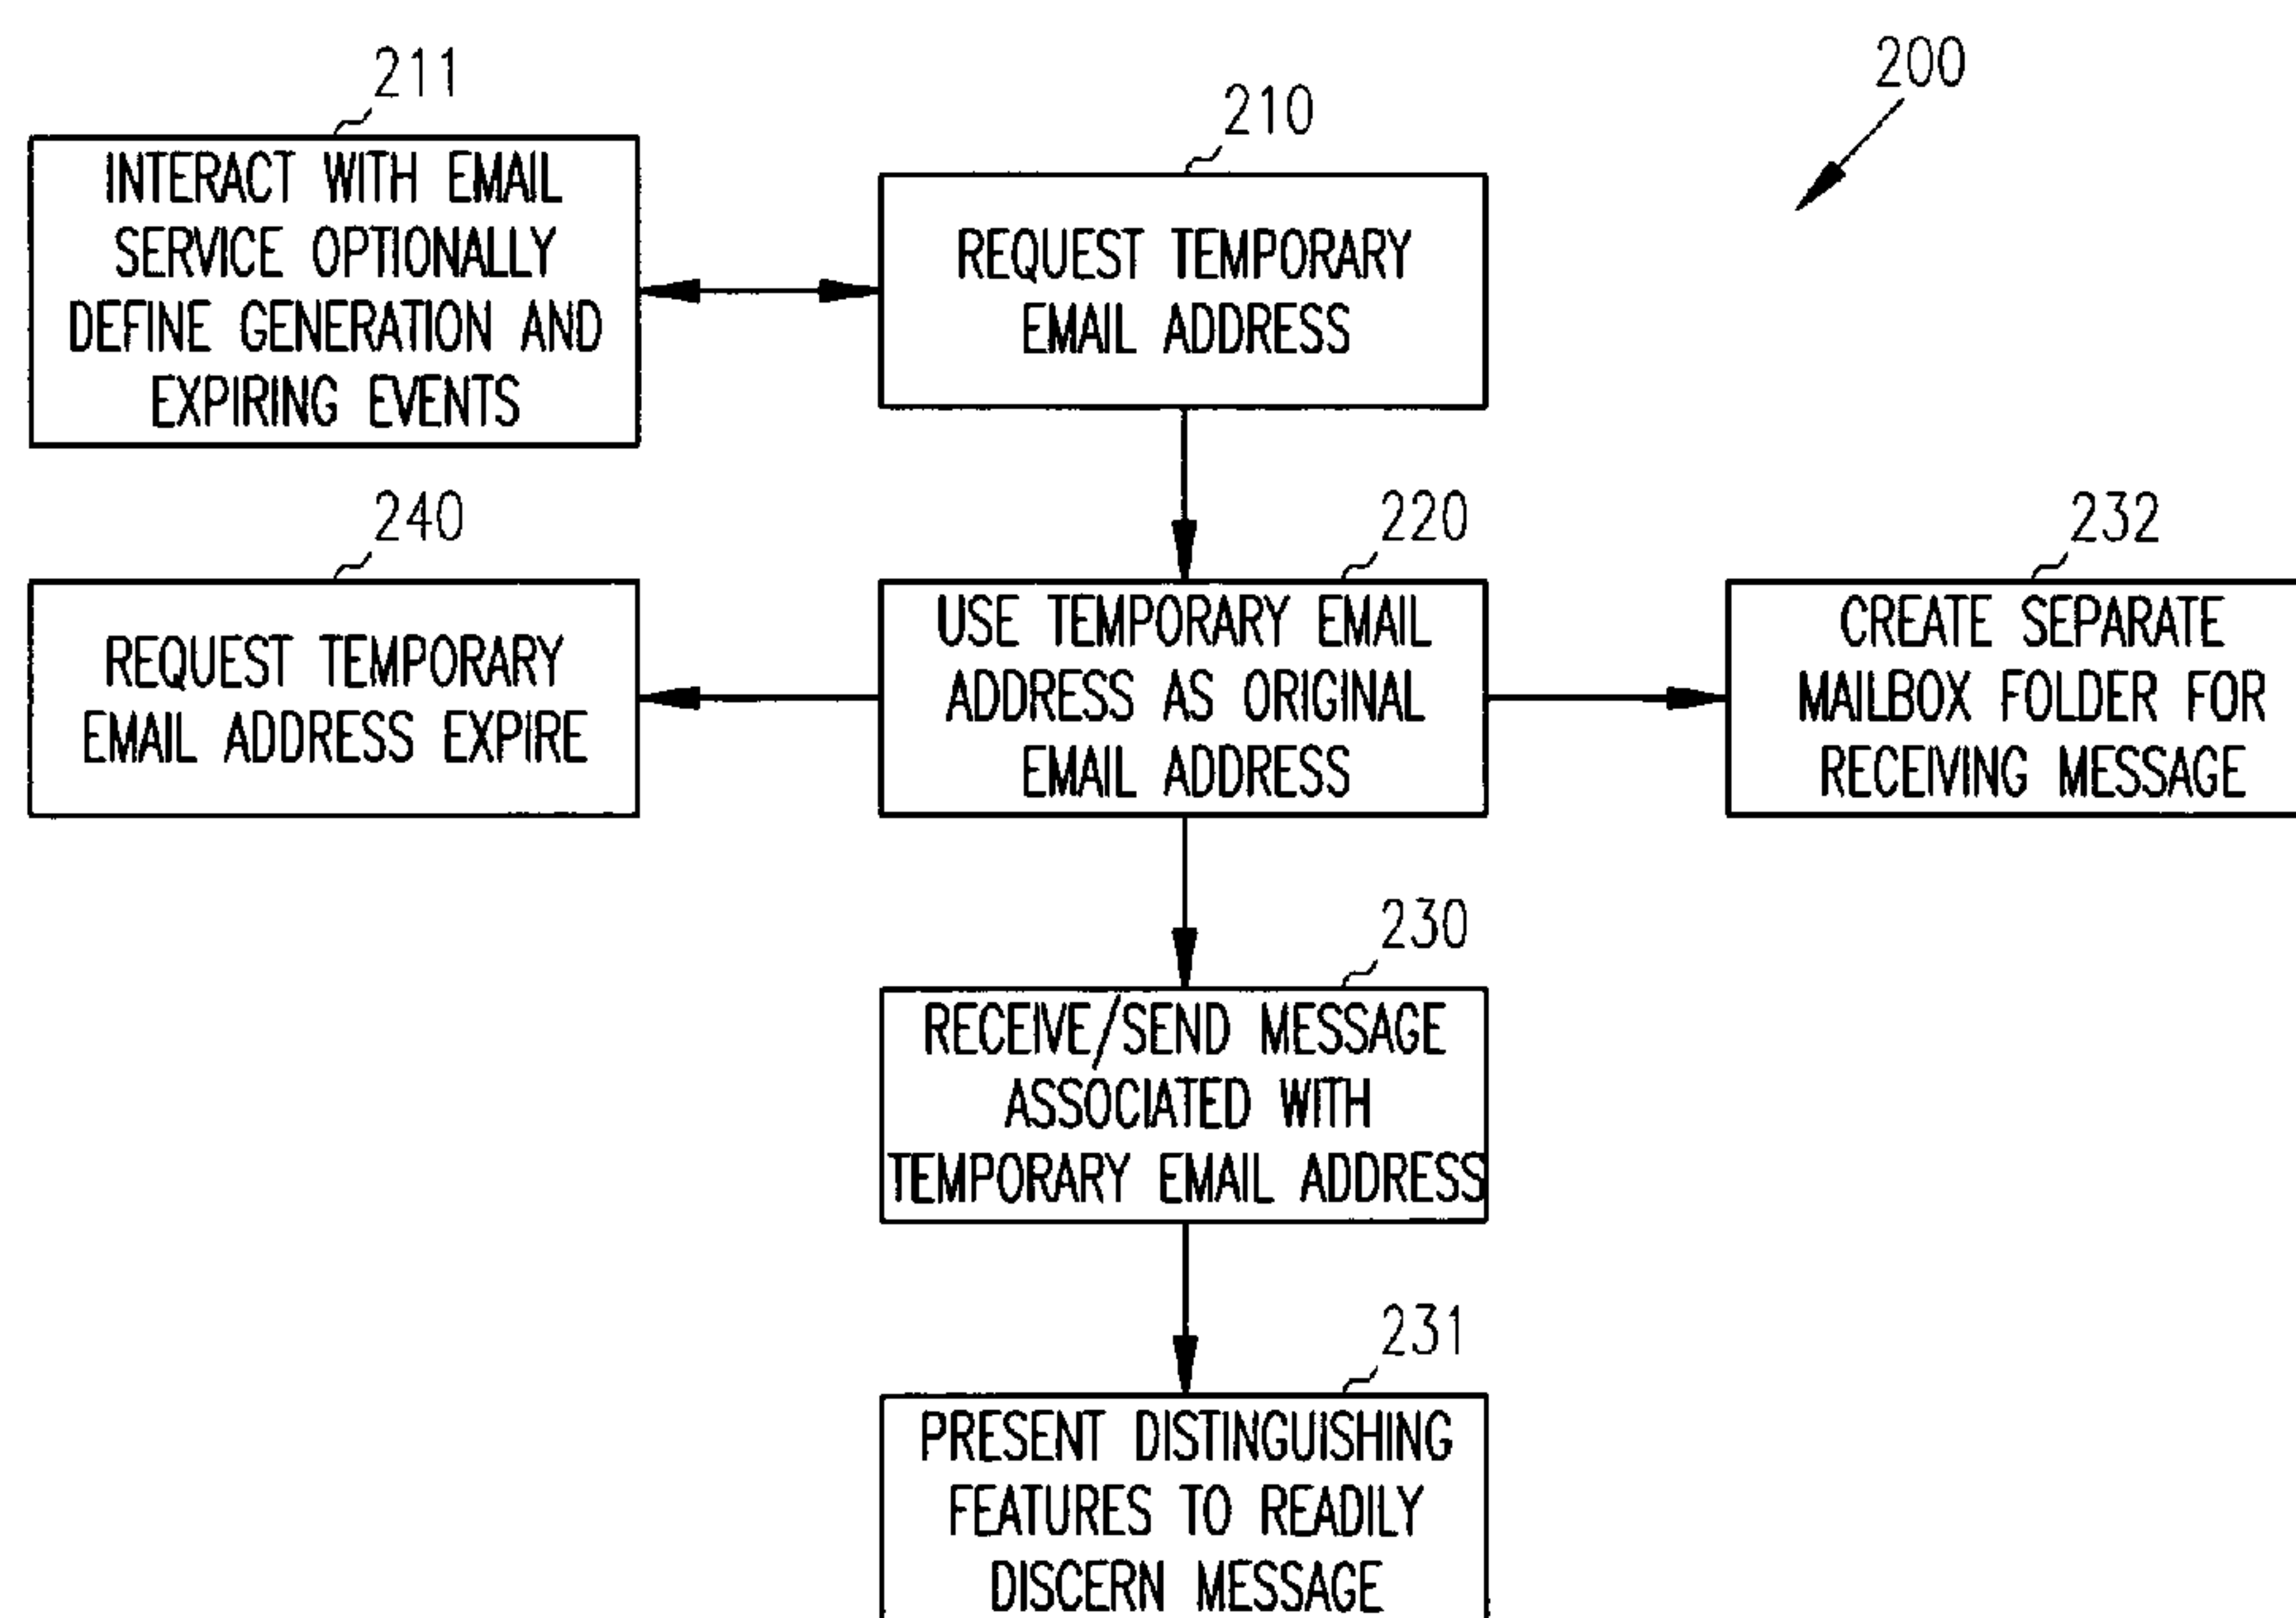 200
211
INTERACT WITH EMAIL
SERVICE OPTIONALLY
DEFINE GENERATION AND
EXPIRING EVENTS
210
REQUEST TEMPORARY
EMAIL ADDRESS
240
REQUEST TEMPORARY
EMAIL ADDRESS EXPIRE
220
USE TEMPORARY EMAIL
ADDRESS AS ORIGINAL
EMAIL ADDRESS
232
CREATE SEPARATE
MAILBOX FOLDER FOR
RECEIVING MESSAGE
230
RECEIVE/SEND MESSAGE
ASSOCIATED WITH
TEMPORARY EMAIL ADDRESS
231
PRESENT DISTINGUISHING
FEATURES TO READILY
DISCERN MESSAGE